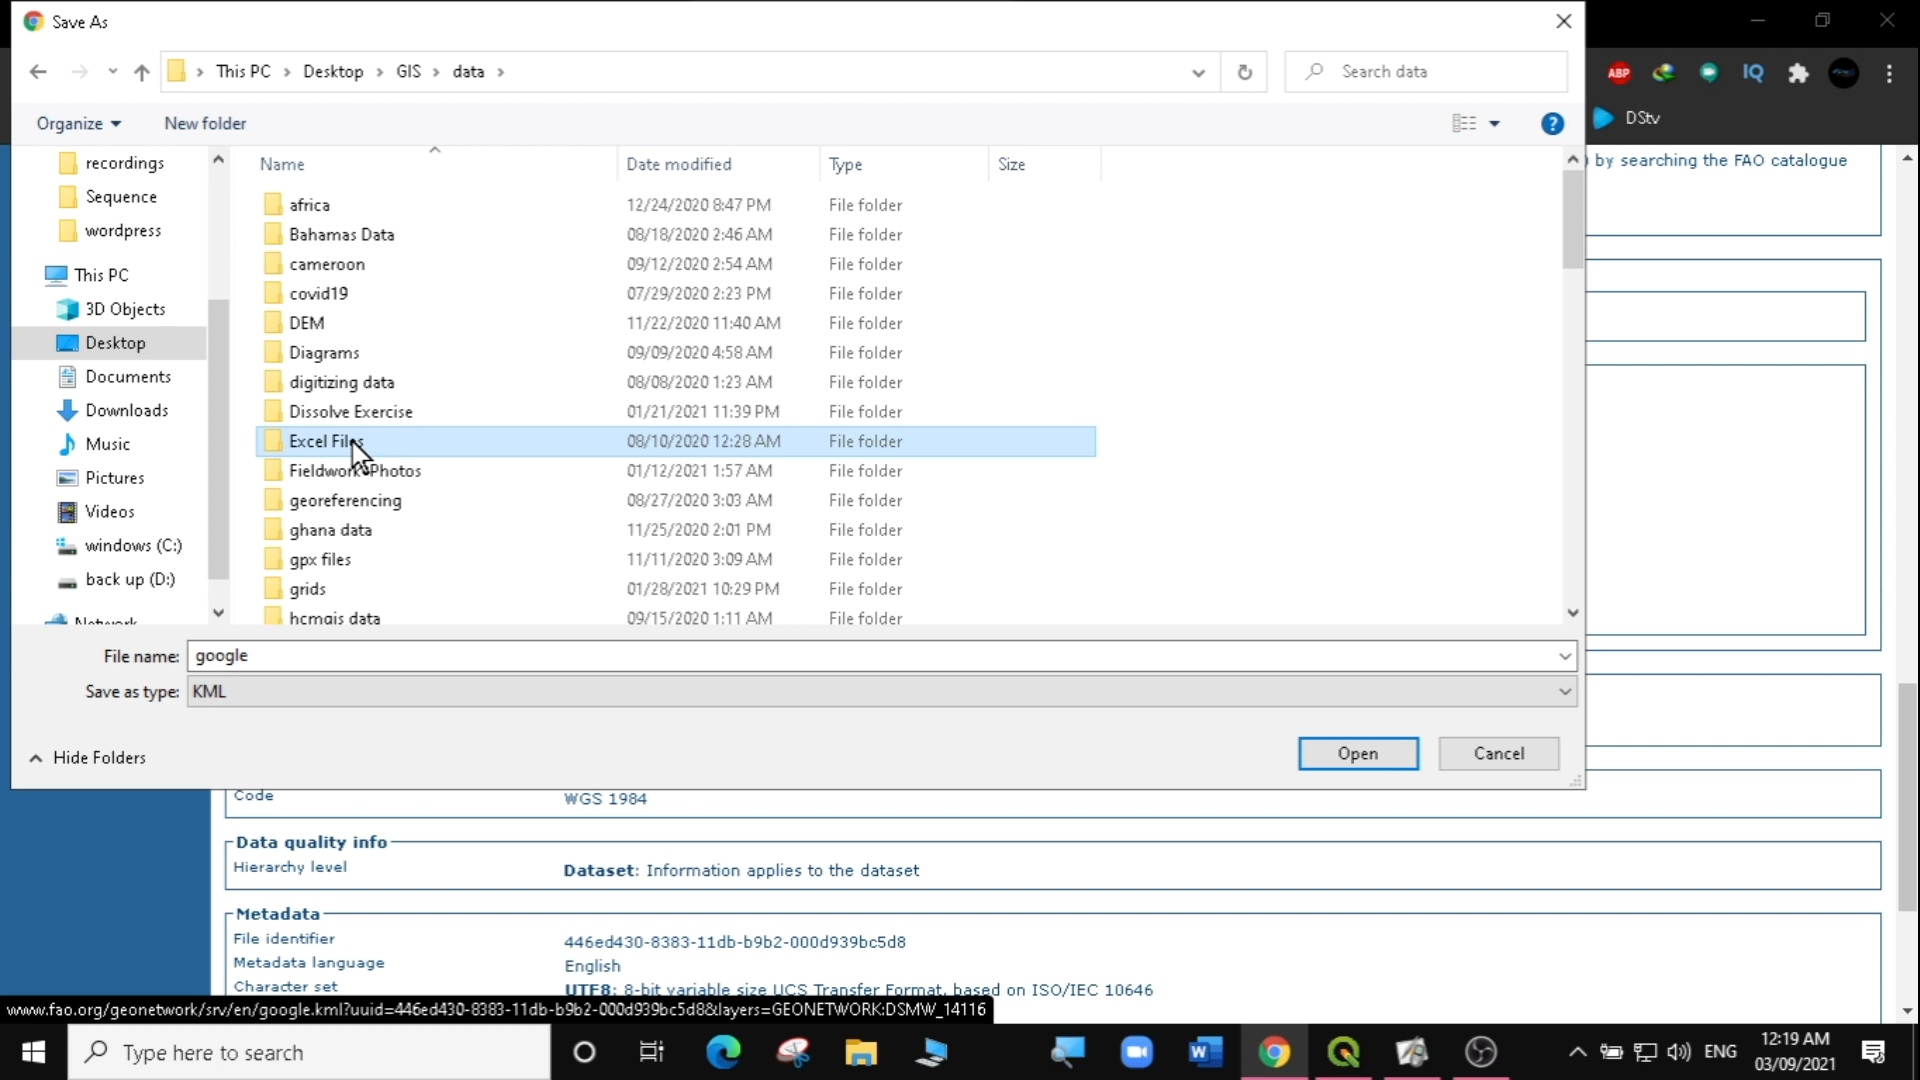 Save As
This PC > Desktop > GIS > data >
Search data
ABP
IQ
Organize
New folder
?
DStv
recordings
Sequence
wordpress
This PC
3D Objects
Desktop
Documents
Downloads
Music
Pictures
Videos
windows (C:)
back up (D:)
Network
Name Date modified Type Size
africa 12/24/2020 8:47 PM File folder
Bahamas Data 08/18/2020 2:46 AM File folder
cameroon 09/12/2020 2:54 AM File folder
covid19 07/29/2020 2:23 PM File folder
DEM 11/22/2020 11:40 AM File folder
Diagrams 09/09/2020 4:58 AM File folder
digitizing data 08/08/2020 1:23 AM File folder
Dissolve Exercise 01/21/2021 11:39 PM File folder
Excel Files 08/10/2020 12:28 AM File folder
Fieldwork Photos 01/12/2021 1:57 AM File folder
georeferencing 08/27/2020 3:03 AM File folder
ghana data 11/25/2020 2:01 PM File folder
gpx files 11/11/2020 3:09 AM File folder
grids 01/28/2021 10:29 PM File folder
hcmgis data 09/15/2020 1:11 AM File folder
by searching the FAO catalogue
File name: google
Save as type: KML
Hide Folders
Open
Cancel
Code WGS 1984
Data quality info
Hierarchy level Dataset: Information applies to the dataset
Metadata
File identifier 446ed430-8383-11db-b9b2-000d939bc5d8
Metadata language English
Character set UTF8: 8-bit variable size UCS Transfer Format, based on ISO/IEC 10646
www.fao.org/geonetwork/srv/en/google.kml?uuid=446ed430-8383-11db-b9b2-000d939bc5d8&layers=GEONETWORK:DSMW_14116
Type here to search
W
ENG
12:19 AM
03/09/2021